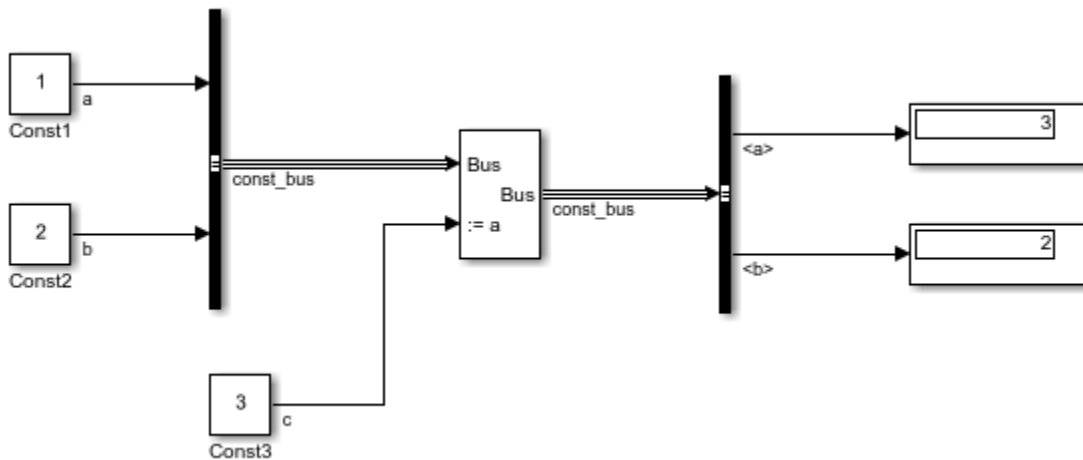 1
a
Const1
2
b
Const2
const_bus
Bus
Bus
:= a
const_bus
3
c
Const3
<a>
3
<b>
2